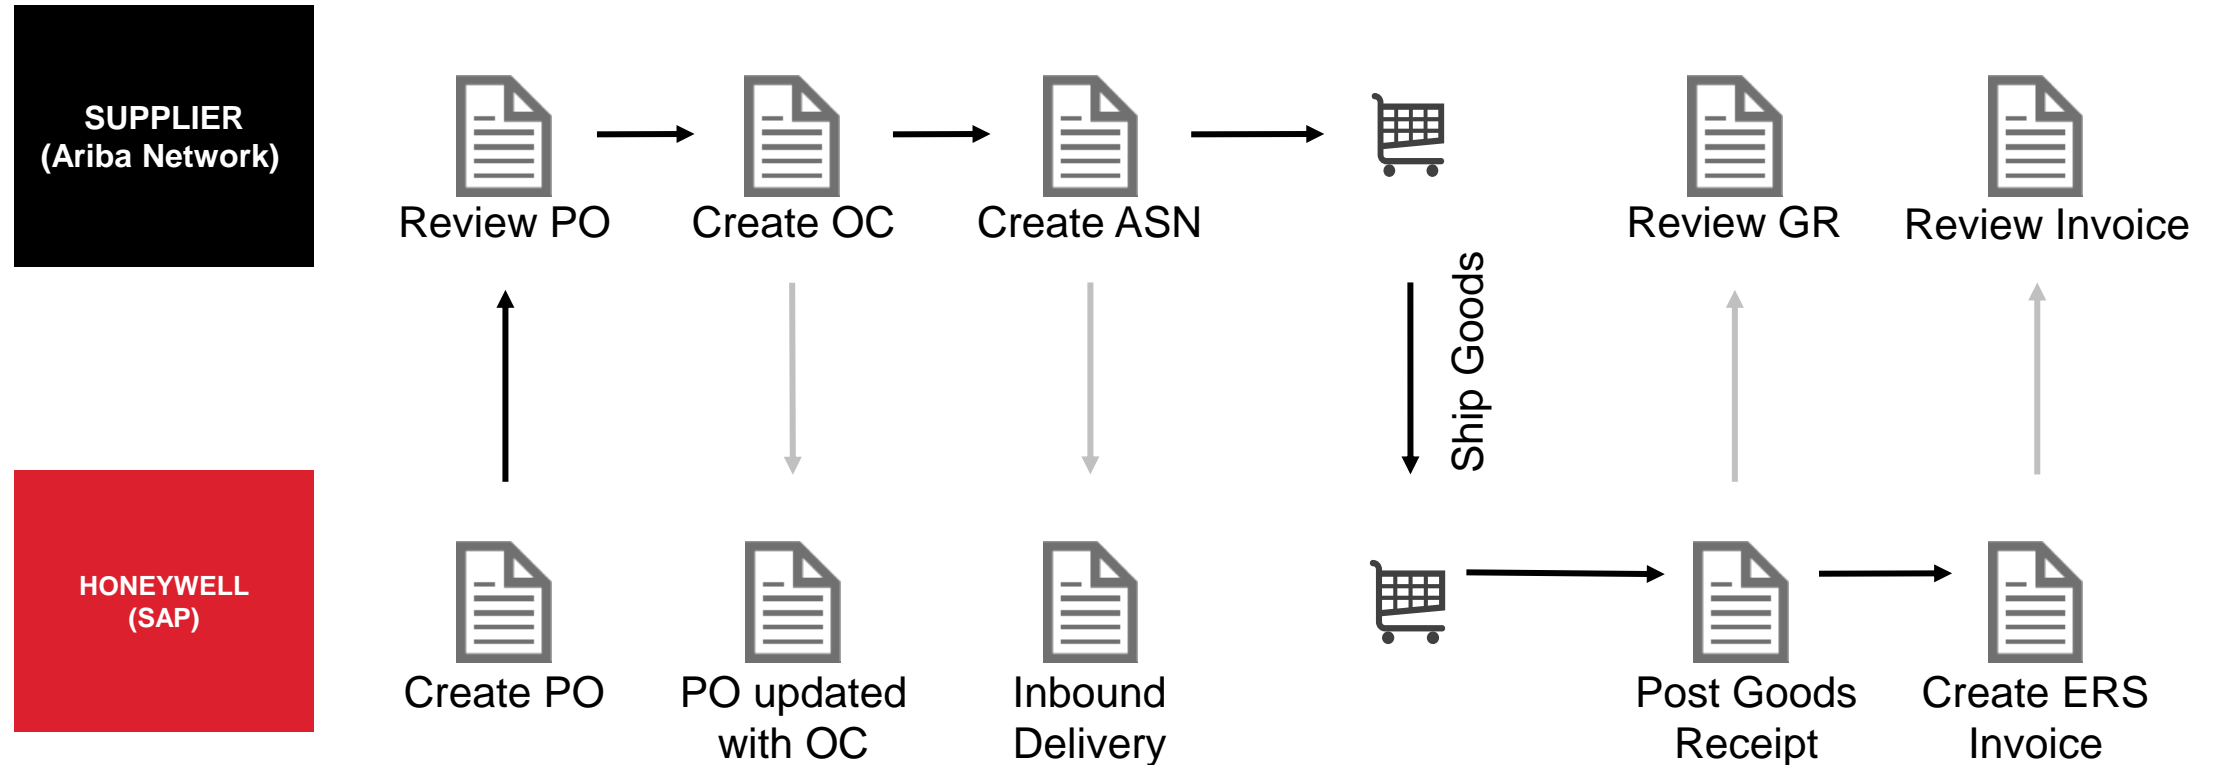 SUPPLIER
(Ariba Network)
Review PO
Create OC
Create ASN
Review GR
Review Invoice
Ship Goods
HONEYWELL
(SAP)
Create PO
PO updated
with OC
Inbound
Delivery
Post Goods
Receipt
Create ERS
Invoice